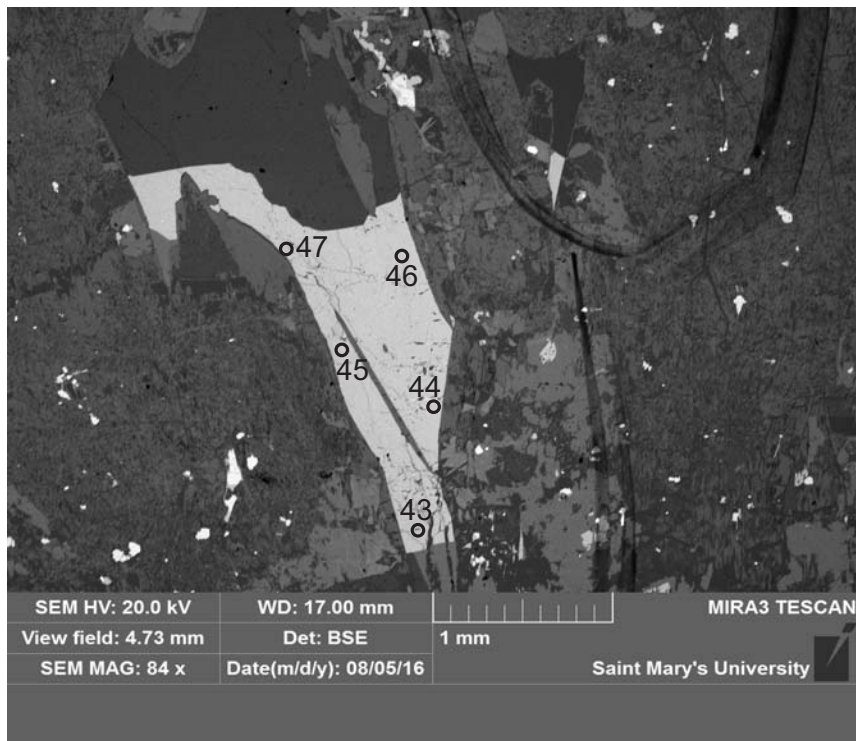 47
46
45
44
43
SEM HV: 20.0 kV
WD: 17.00 mm
MIRA3 TESCAN
View field: 4.73 mm
Det: BSE
1 mm
SEM MAG: 84 x
Date(m/d/y): 08/05/16
Saint Mary's University